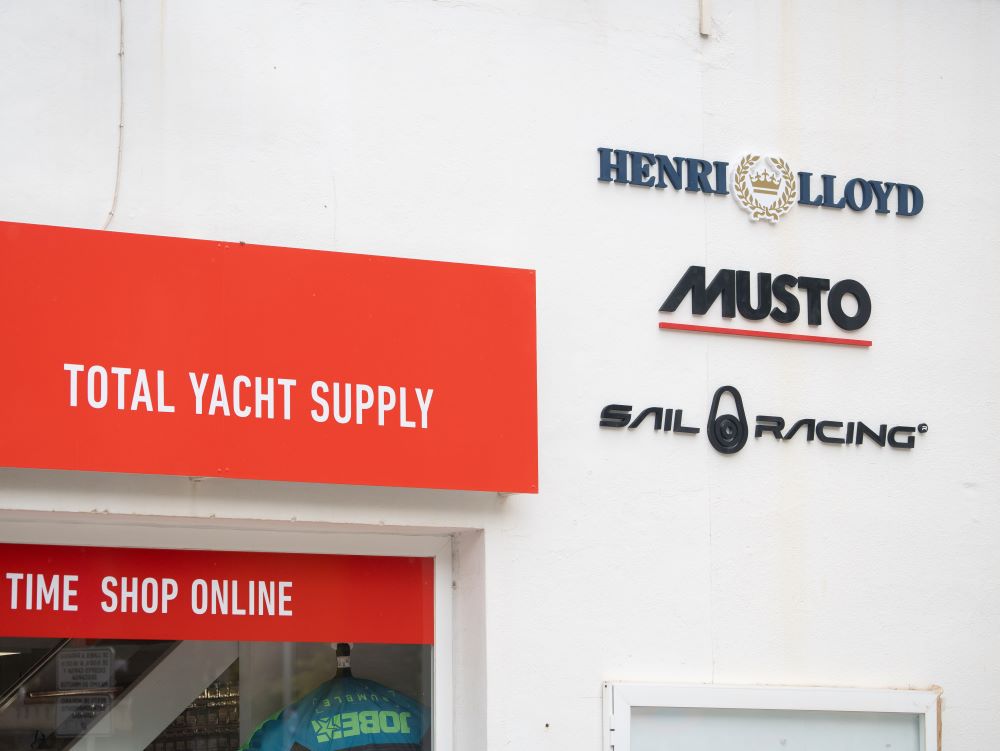 HENRI LLOYD
MUSTO
SAIL RACING
TOTAL YACHT SUPPLY
TIME SHOP ONLINE
JOBE